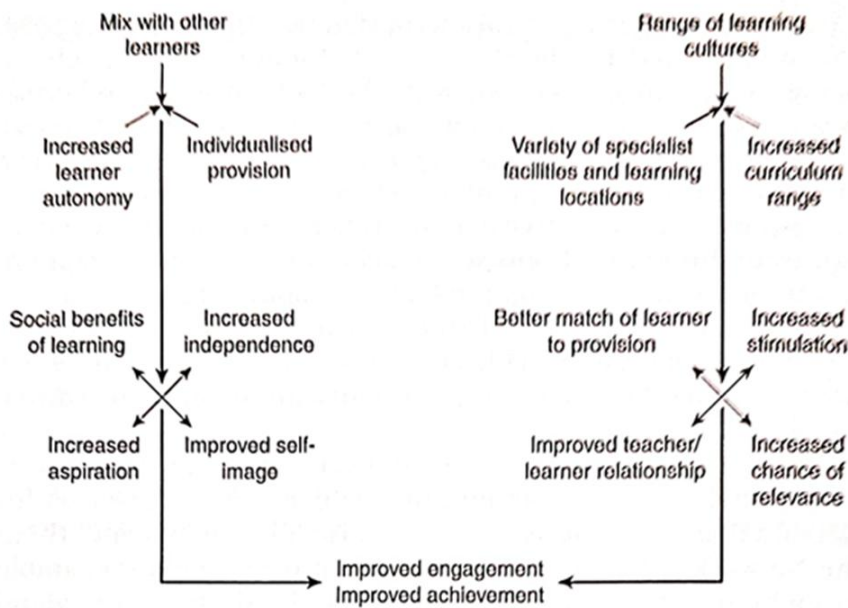 Mix with other
learners
Range of learning
cultures
Increased
learner
autonomy
Individualised
provision
Variety of specialist
facilities and learning
locations
Increased
curriculum
range
Social benefits
of learning
Increased
independence
Better match of learner
to provision
Increased
stimulation
Increased
aspiration
Improved self-
image
Improved teacher/
learner relationship
Increased
chance of
relevance
Improved engagement
Improved achievement